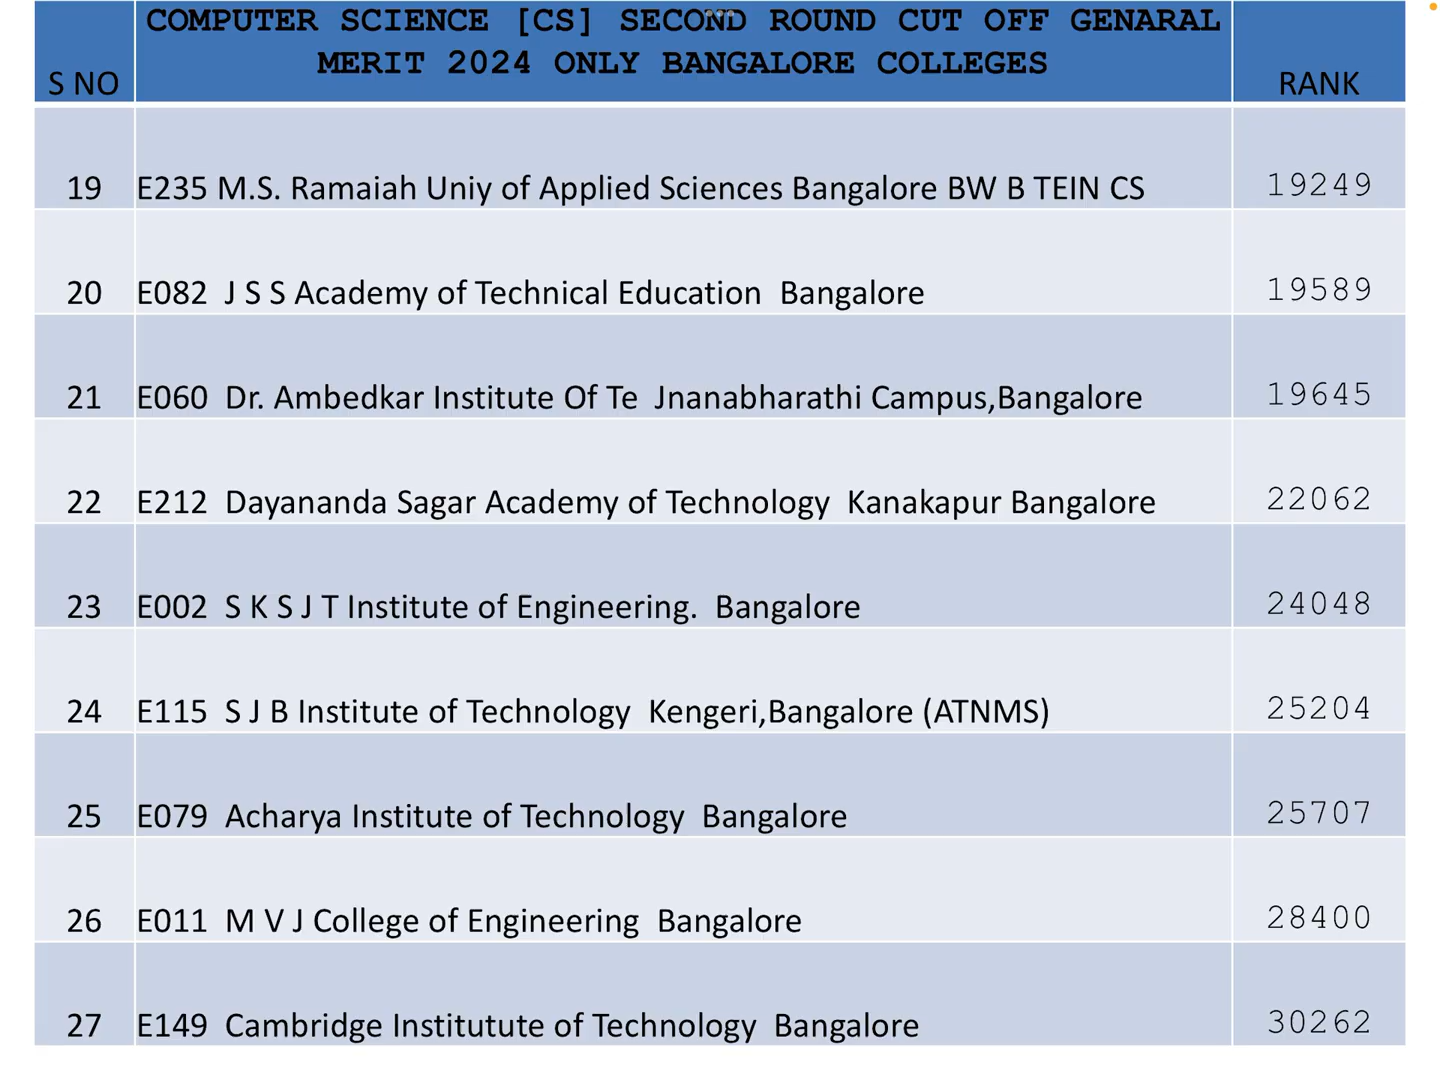 S NO COMPUTER SCIENCE [CS] SECOND ROUND CUT OFF GENARAL MERIT 2024 ONLY BANGALORE COLLEGES RANK
19 E235 M.S. Ramaiah Uniy of Applied Sciences Bangalore BW B TEIN CS 19249
20 E082 J S S Academy of Technical Education Bangalore 19589
21 E060 Dr. Ambedkar Institute Of Te Jnanabharathi Campus,Bangalore 19645
22 E212 Dayananda Sagar Academy of Technology Kanakapur Bangalore 22062
23 E002 S K S J T Institute of Engineering. Bangalore 24048
24 E115 S J B Institute of Technology Kengeri,Bangalore (ATNMS) 25204
25 E079 Acharya Institute of Technology Bangalore 25707
26 E011 M V J College of Engineering Bangalore 28400
27 E149 Cambridge Institutute of Technology Bangalore 30262